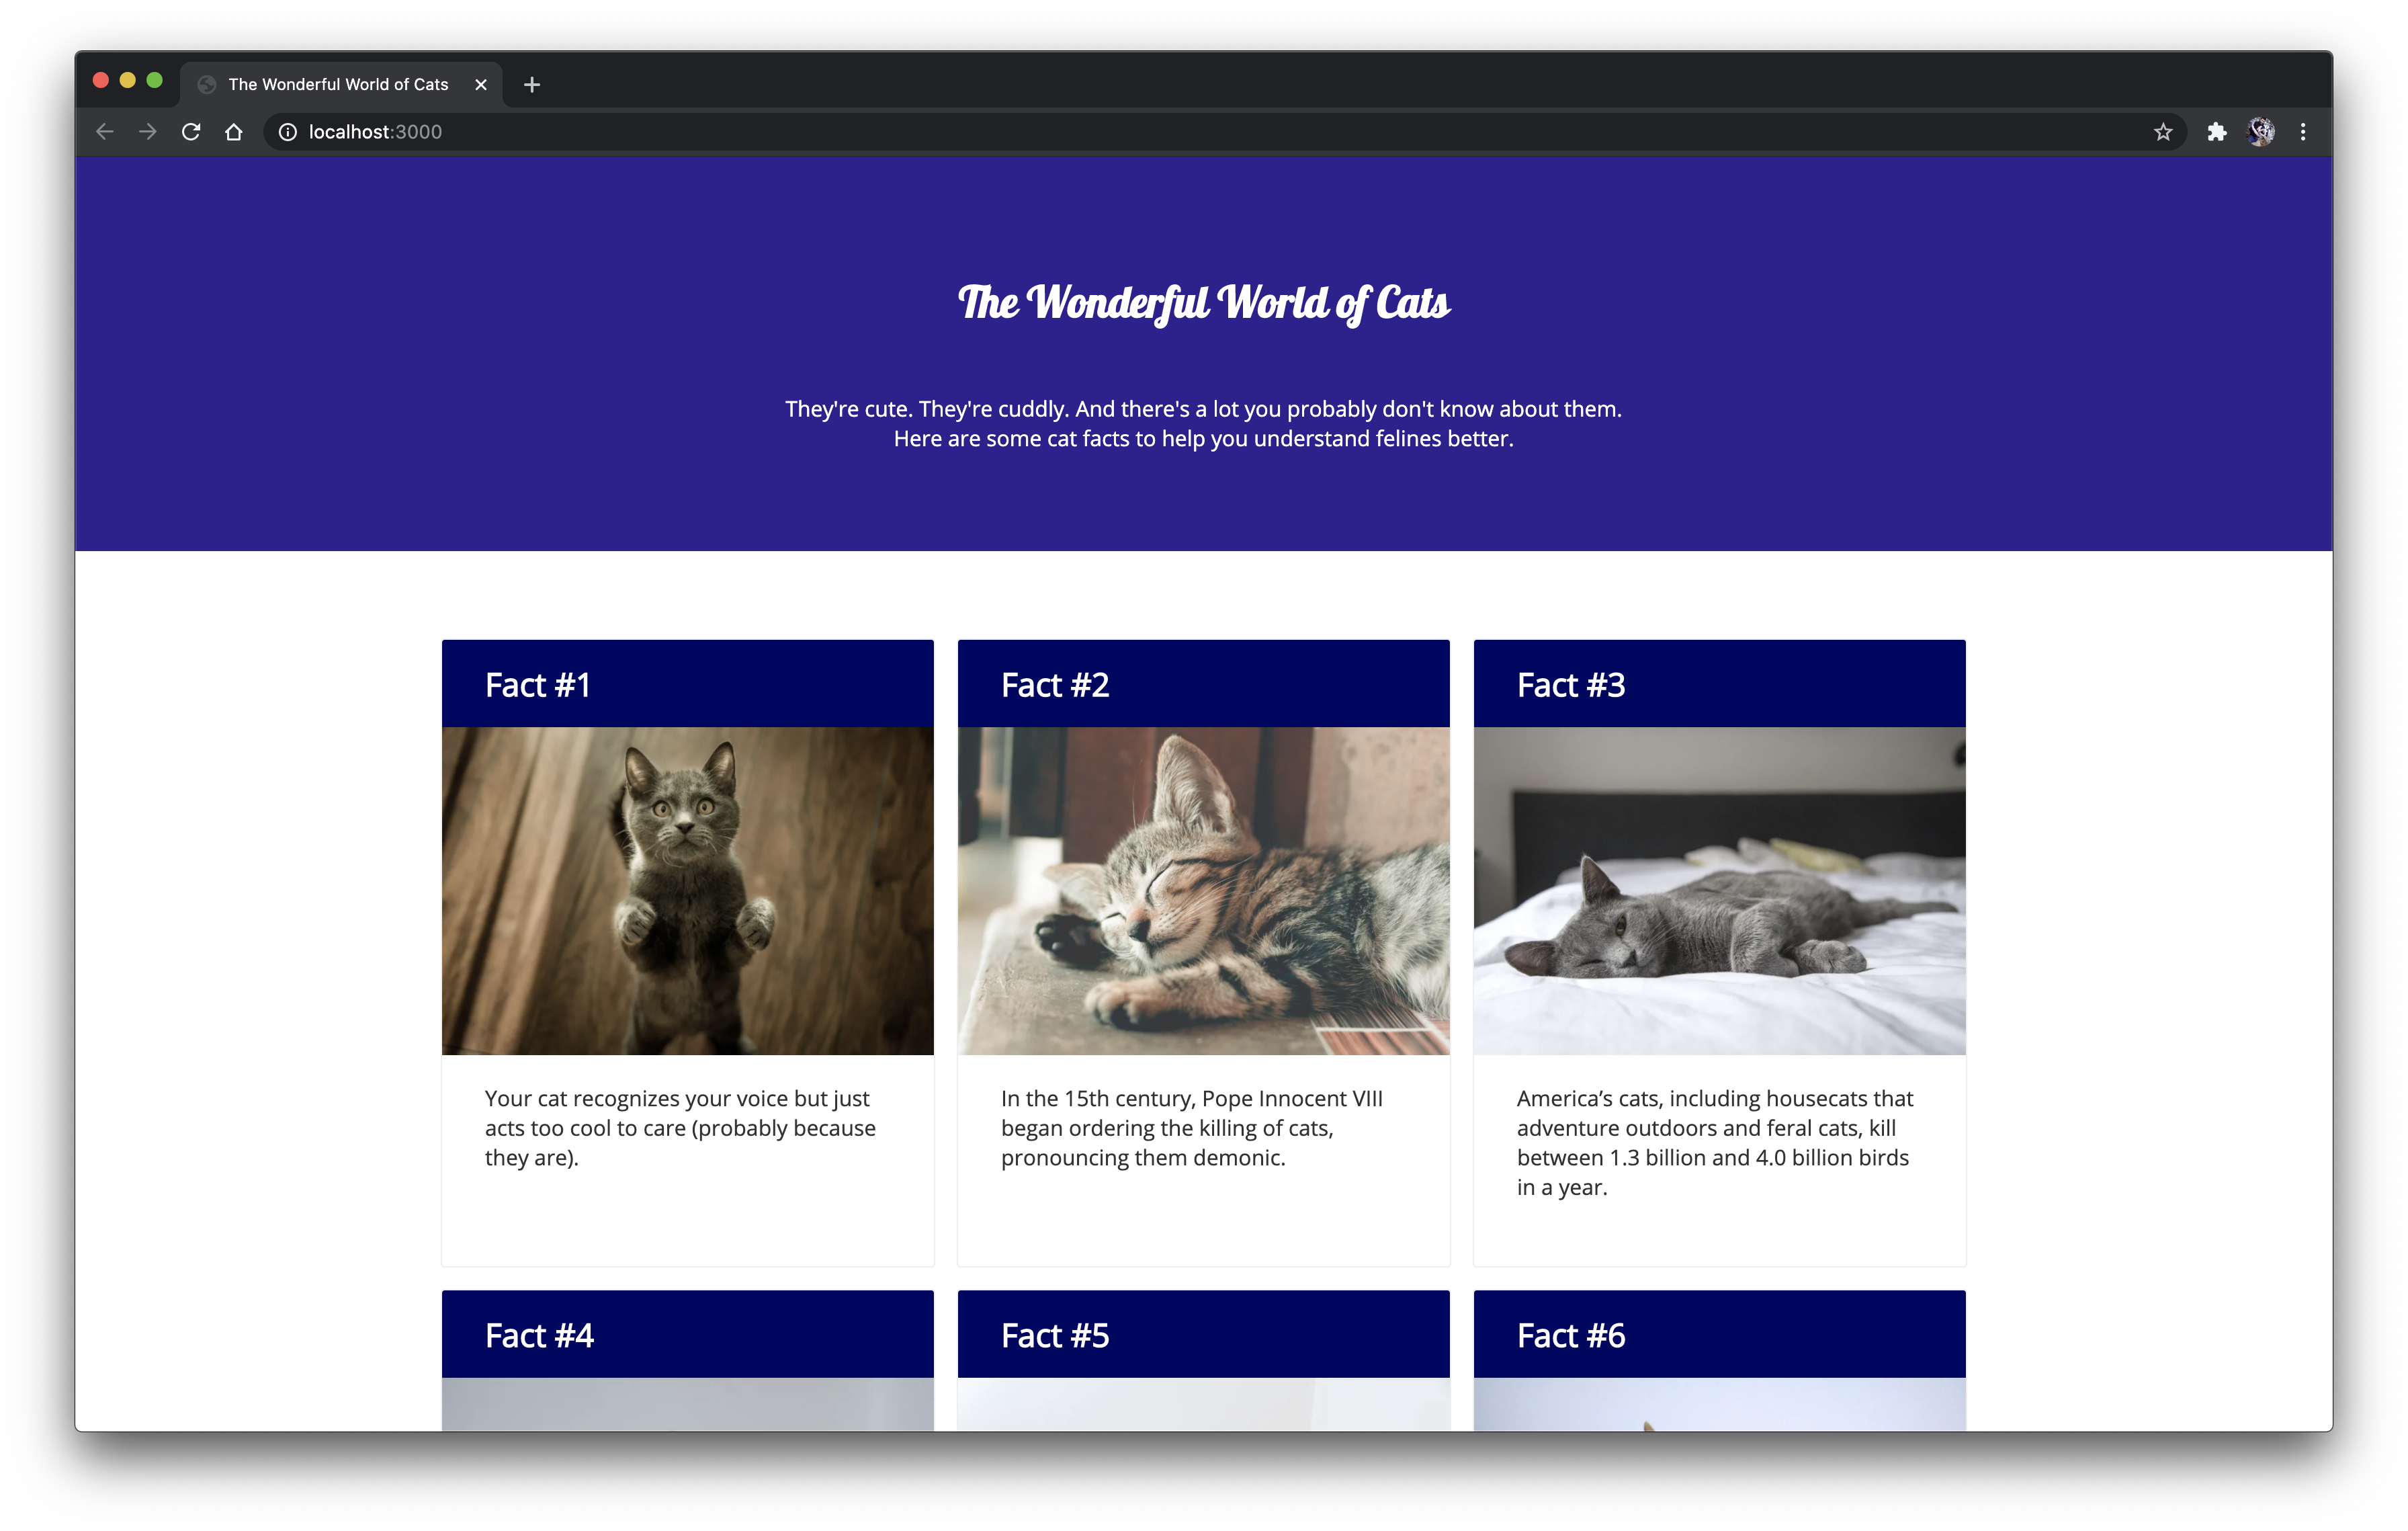 The Wonderful World of Cats
localhost:3000
The Wonderful World of Cats
They're cute. They're cuddly. And there's a lot you probably don't know about them.
Here are some cat facts to help you understand felines better.
Fact #1
Your cat recognizes your voice but just
acts too cool to care (probably because
they are).
Fact #2
In the 15th century, Pope Innocent VIII
began ordering the killing of cats,
pronouncing them demonic.
Fact #3
America’s cats, including housecats that
adventure outdoors and feral cats, kill
between 1.3 billion and 4.0 billion birds
in a year.
Fact #4
Fact #5
Fact #6